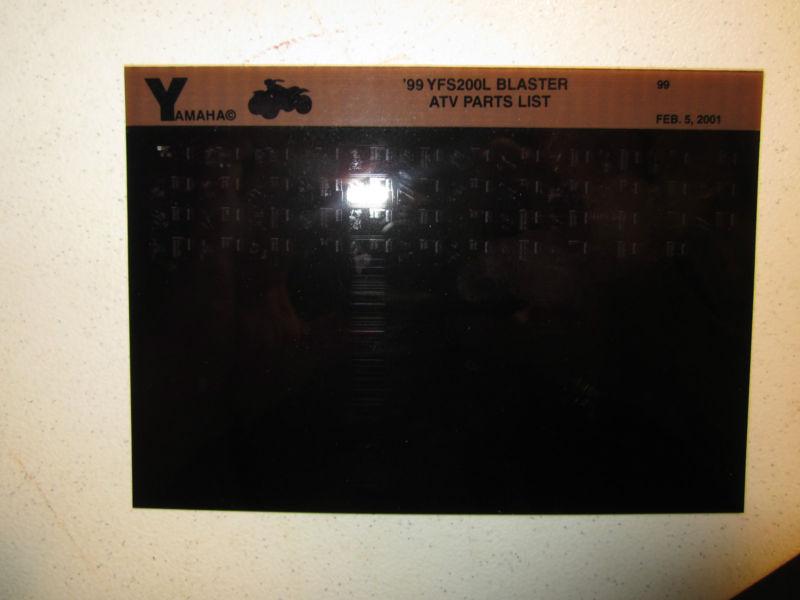 YAMAHA©
'99 YFS200L BLASTER
ATV PARTS LIST
99
FEB. 5, 2001